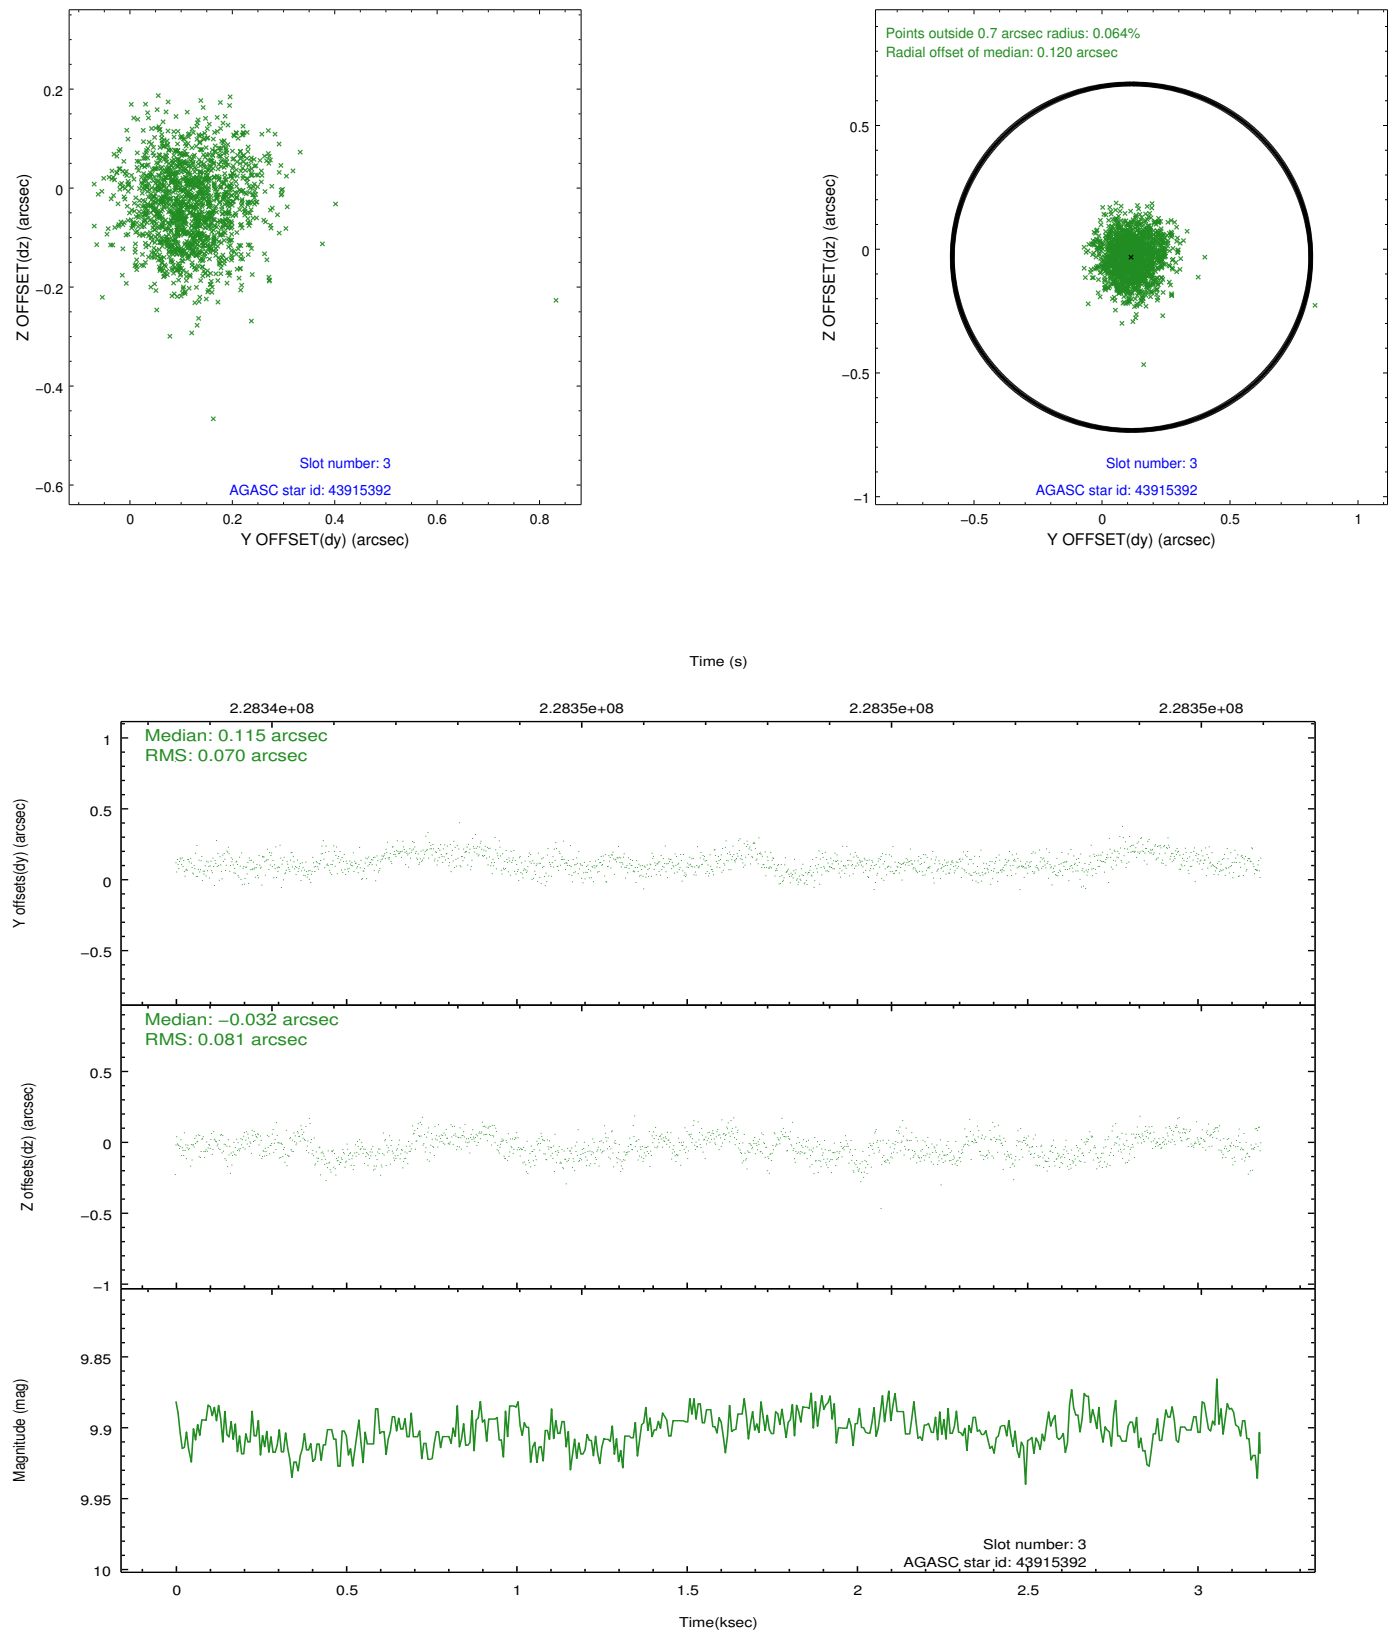 0.2
0
−0.2
−0.4
−0.6
Z OFFSET(dz) (arcsec)
Slot number: 3
AGASC star id: 43915392
0 0.2 0.4 0.6 0.8
Y OFFSET(dy) (arcsec)
Points outside 0.7 arcsec radius: 0.064%
Radial offset of median: 0.120 arcsec
0.5
0
−0.5
−1
Z OFFSET(dz) (arcsec)
Slot number: 3
AGASC star id: 43915392
−0.5 0 0.5 1
Y OFFSET(dy) (arcsec)
Time (s)
2.2834e+08 2.2835e+08 2.2835e+08 2.2835e+08
Median: 0.115 arcsec
RMS: 0.070 arcsec
1
0.5
0
−0.5
Y offsets(dy) (arcsec)
Median: −0.032 arcsec
RMS: 0.081 arcsec
0.5
0
−0.5
−1
Z offsets(dz) (arcsec)
9.85
9.9
9.95
10
Magnitude (mag)
Slot number: 3
AGASC star id: 43915392
0 0.5 1 1.5 2 2.5 3
Time(ksec)